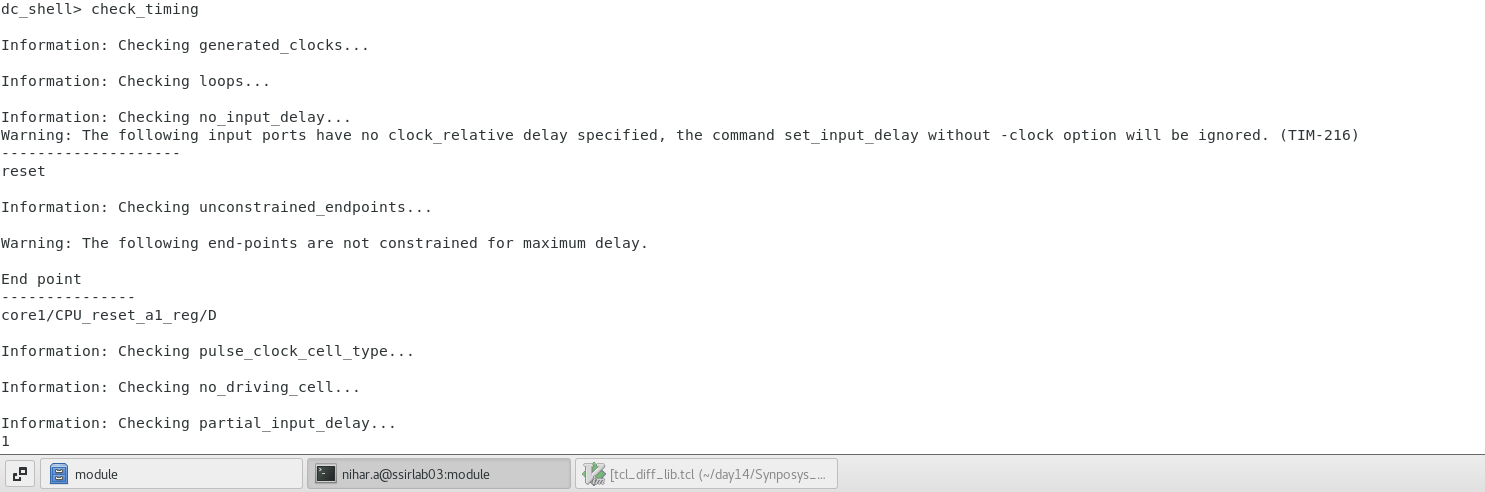 dc_shell> check_timing
Information: Checking generated_clocks...
Information: Checking loops...
Information: Checking no_input_delay...
Warning: The following input ports have no clock_relative delay specified, the command set_input_delay without -clock option will be ignored. (TIM-216)
--------------------
reset
Information: Checking unconstrained_endpoints...
Warning: The following end-points are not constrained for maximum delay.
End point
---------------
core1/CPU_reset_a1_reg/D
Information: Checking pulse_clock_cell_type...
Information: Checking no_driving_cell...
Information: Checking partial_input_delay...
1
module
nihar.a@ssirlab03:module
[tcl_diff_lib.tcl (~/day14/Synposys_...